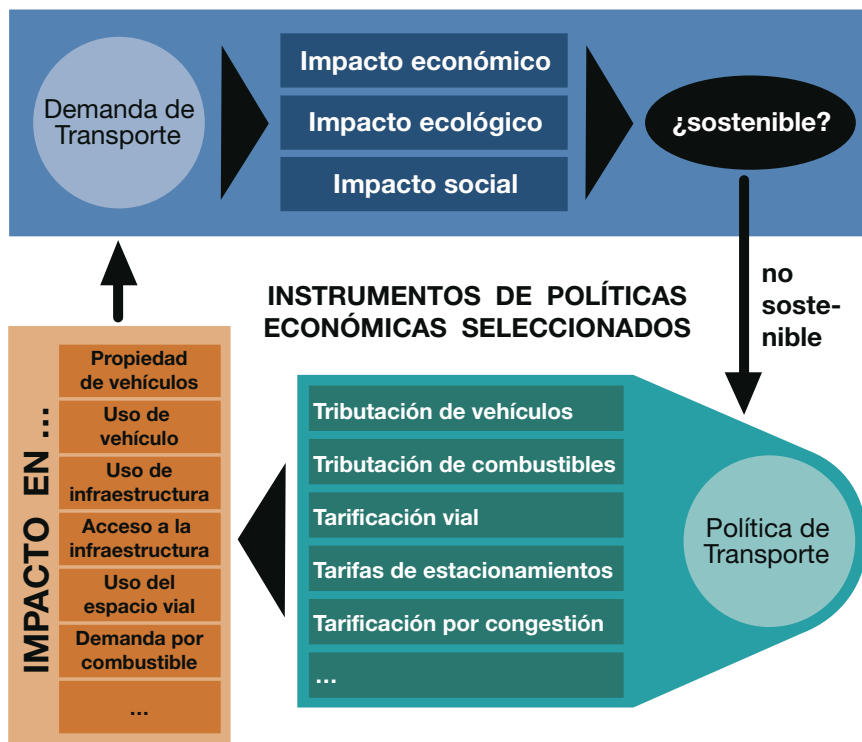 Demanda de
Transporte
Impacto económico
Impacto ecológico
Impacto social
¿sostenible?
no
soste-
nible
INSTRUMENTOS DE POLÍTICAS
ECONÓMICAS SELECCIONADOS
Tributación de vehículos
Tributación de combustibles
Tarificación vial
Tarifas de estacionamientos
Tarificación por congestión
...
Política de
Transporte
IMPACTO EN ...
Propiedad
de vehículos
Uso de
vehículo
Uso de
infraestructura
Acceso a la
infraestructura
Uso del
espacio vial
Demanda por
combustible
...